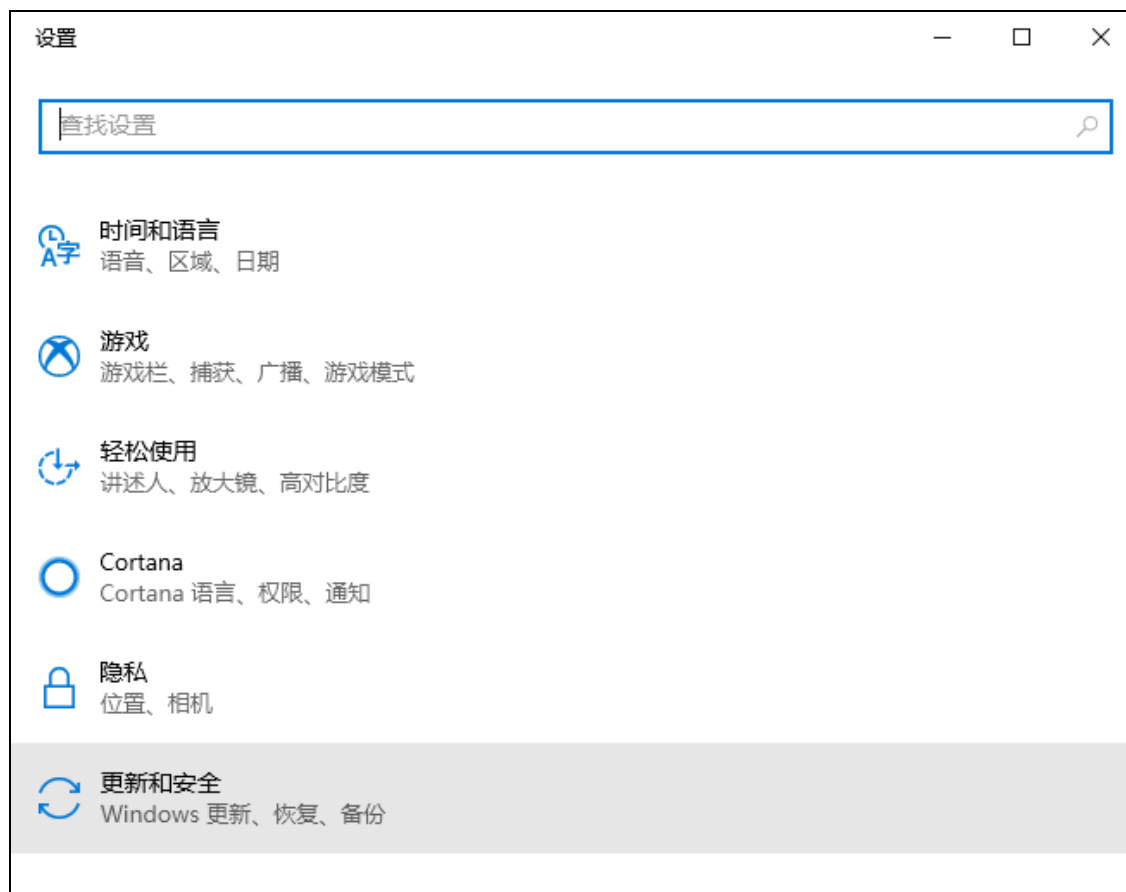 设置
查找设置
时间和语言
语音、区域、日期
游戏
游戏栏、捕获、广播、游戏模式
轻松使用
讲述人、放大镜、高对比度
Cortana
Cortana 语言、权限、通知
隐私
位置、相机
更新和安全
Windows 更新、恢复、备份